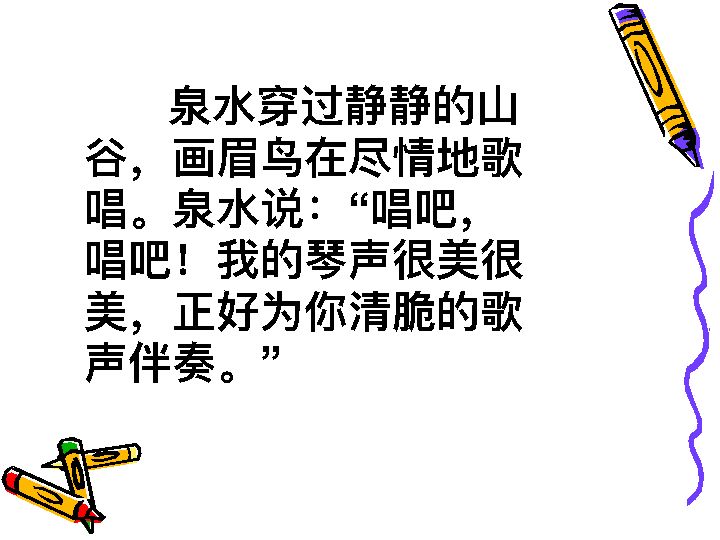 泉水穿过静静的山
谷，画眉鸟在尽情地歌
唱。泉水说：“唱吧，
唱吧！我的琴声很美很
美，正好为你清脆的歌
声伴奏。”